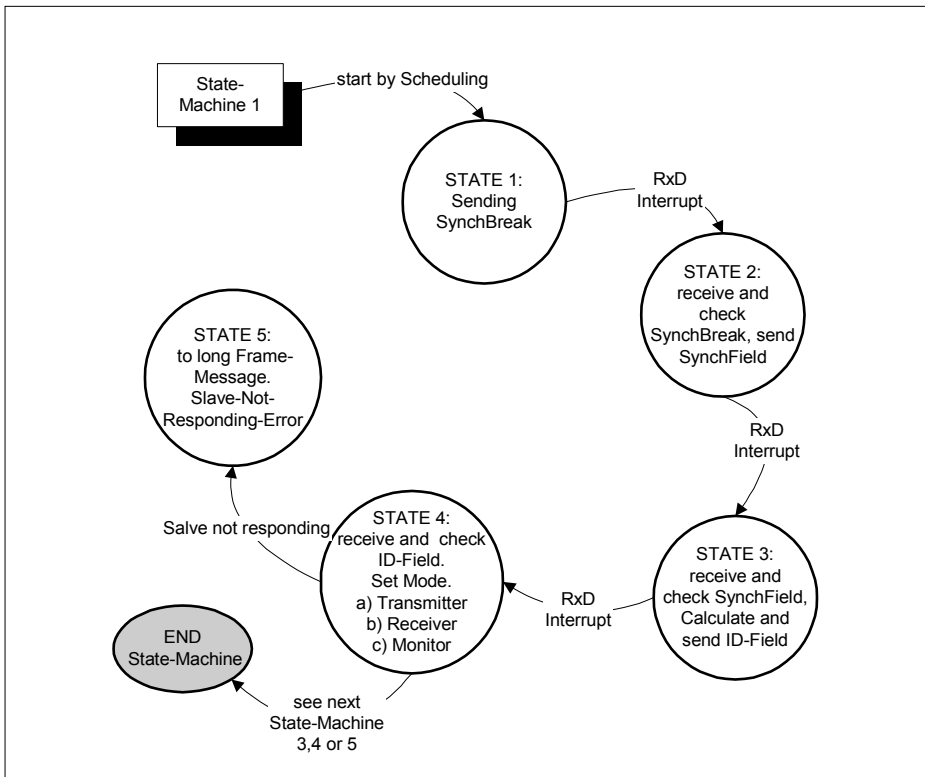 State-
Machine 1
start by Scheduling
STATE 1:
Sending
SynchBreak
RxD
Interrupt
STATE 2:
receive and
check
SynchBreak, send
SynchField
RxD
Interrupt
STATE 3:
receive and
check SynchField,
Calculate and
send ID-Field
RxD
Interrupt
STATE 4:
receive and check
ID-Field.
Set Mode.
a) Transmitter
b) Receiver
c) Monitor
Salve not responding
STATE 5:
to long Frame-
Message.
Slave-Not-
Responding-Error
see next
State-Machine
3,4 or 5
END
State-Machine